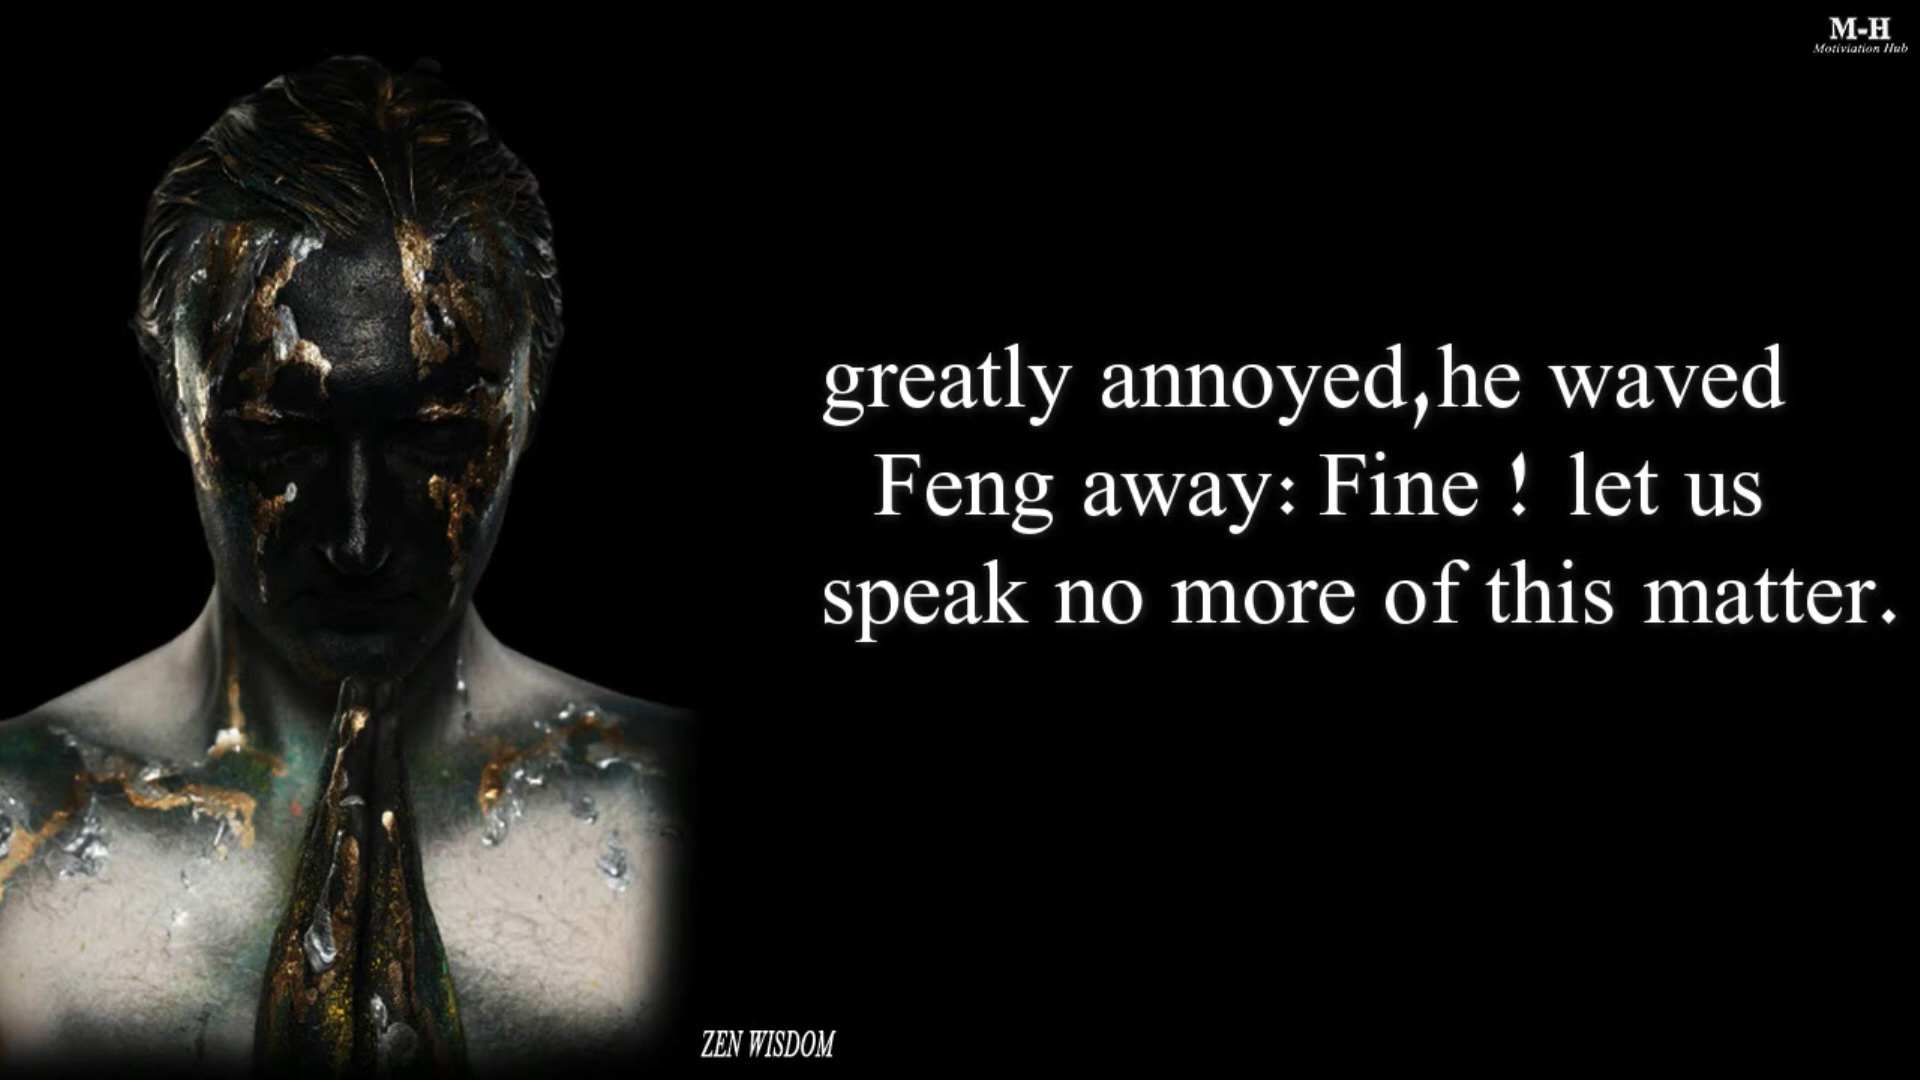 M-H
Motiviation Hub
greatly annoyed,he waved
Feng away: Fine ! let us
speak no more of this matter.
ZEN WISDOM